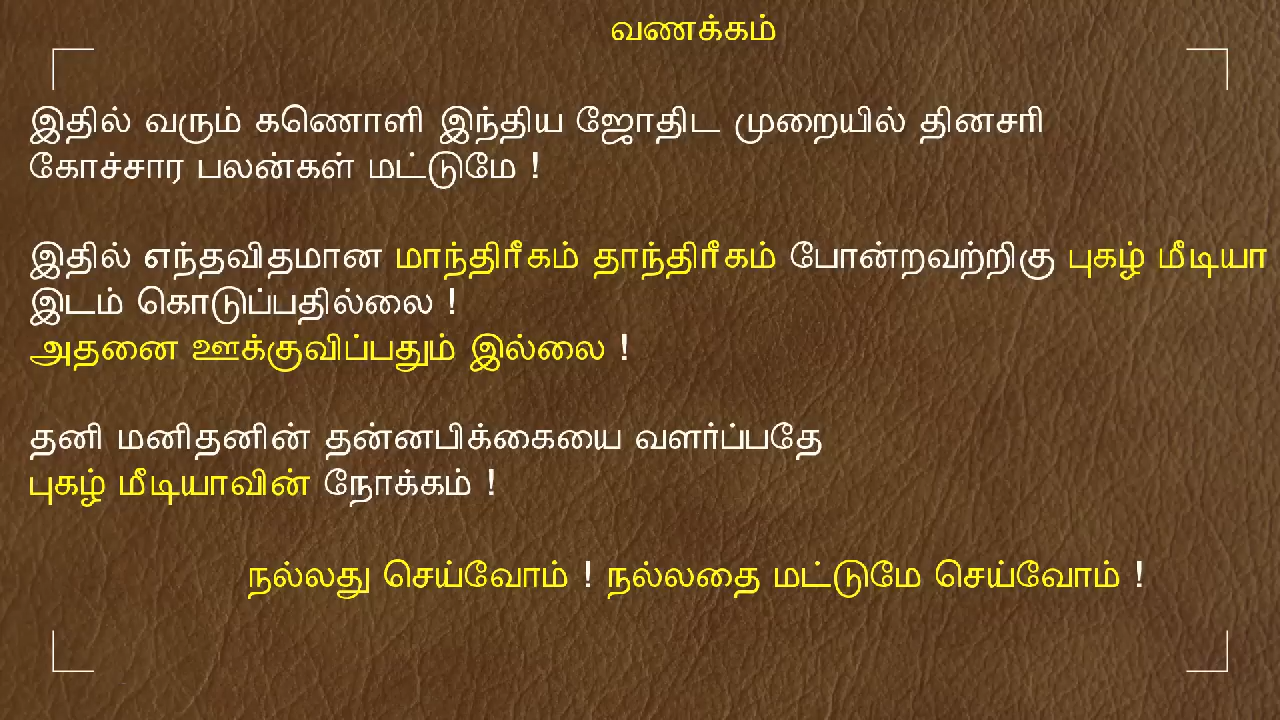 வணக்கம்
இதில் வரும் கணொளி இந்திய ஜோதிட முறையில் தினசரி
கோச்சார பலன்கள் மட்டுமே !
இதில் எந்தவிதமான மாந்திரீகம் தாந்திரீகம் போன்றவற்றிகு புகழ் மீடியா
இடம் கொடுப்பதில்லை !
அதனை ஊக்குவிப்பதும் இல்லை !
தனி மனிதனின் தன்னபிக்கையை வளர்ப்பதே
புகழ் மீடியாவின் நோக்கம் !
நல்லது செய்வோம் ! நல்லதை மட்டுமே செய்வோம் !